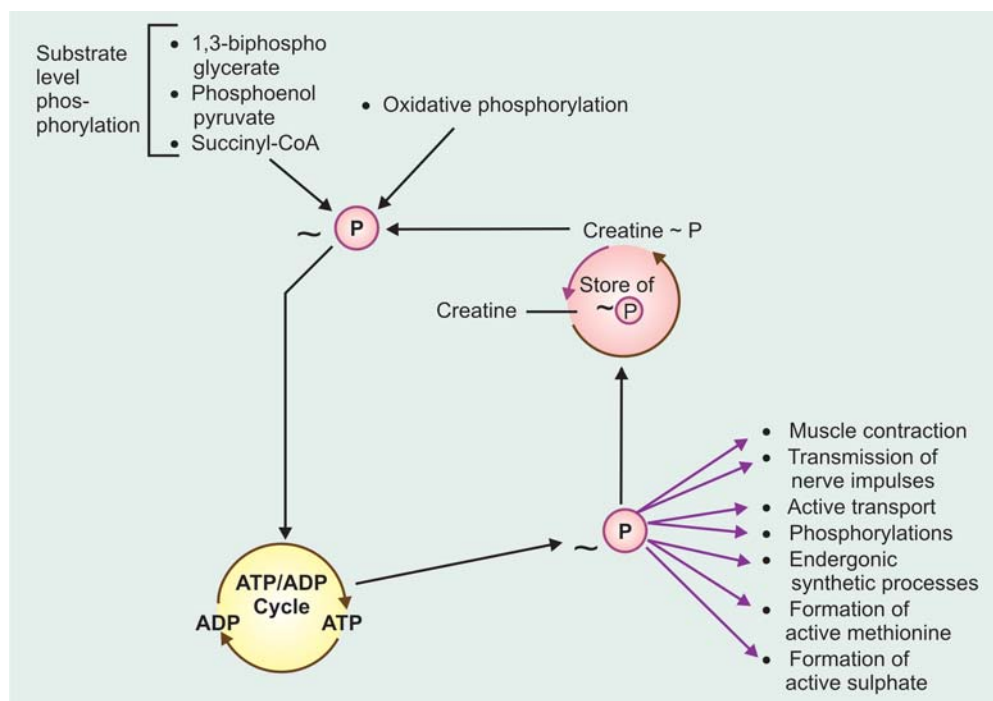 Substrate
level
phos-
phorylation
• 1,3-biphospho
glycerate
• Phosphoenol
pyruvate
• Succinyl-CoA
• Oxidative phosphorylation
~ P
Creatine ~ P
Store of
~ P
Creatine
ATP/ADP
Cycle
ADP
ATP
~ P
• Muscle contraction
• Transmission of
nerve impulses
• Active transport
• Phosphorylations
• Endergonic
synthetic processes
• Formation of
active methionine
• Formation of
active sulphate